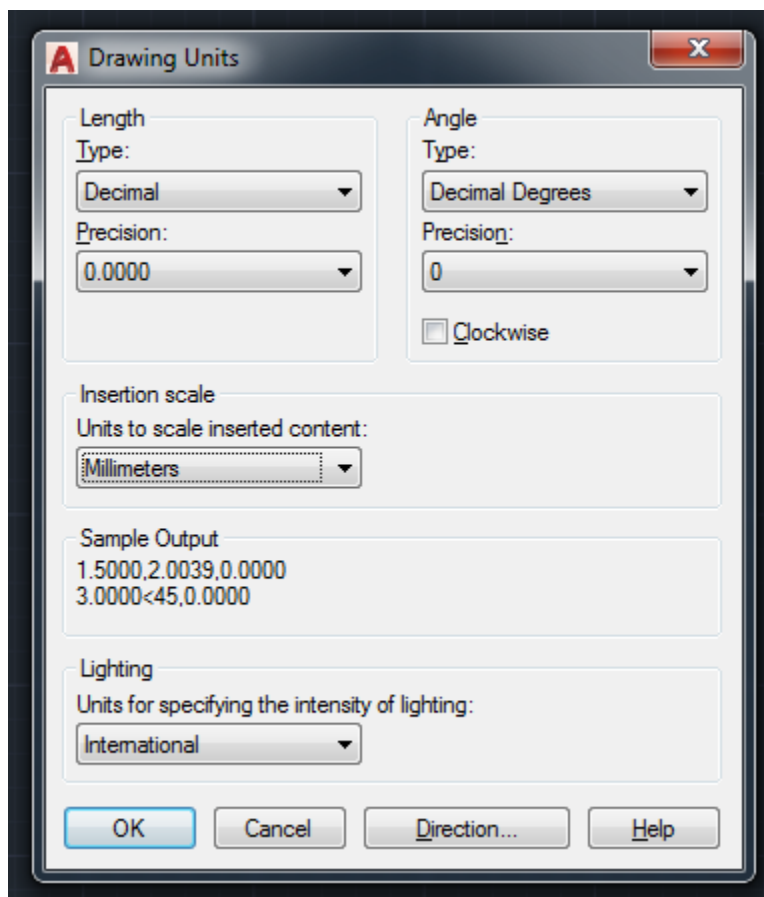 Drawing Units
Length
Type:
Decimal
Precision:
0.0000
Angle
Type:
Decimal Degrees
Precision:
0
Clockwise
Insertion scale
Units to scale inserted content:
Millimeters
Sample Output
1.5000,2.0039,0.0000
3.0000<45,0.0000
Lighting
Units for specifying the intensity of lighting:
International
OK
Cancel
Direction...
Help